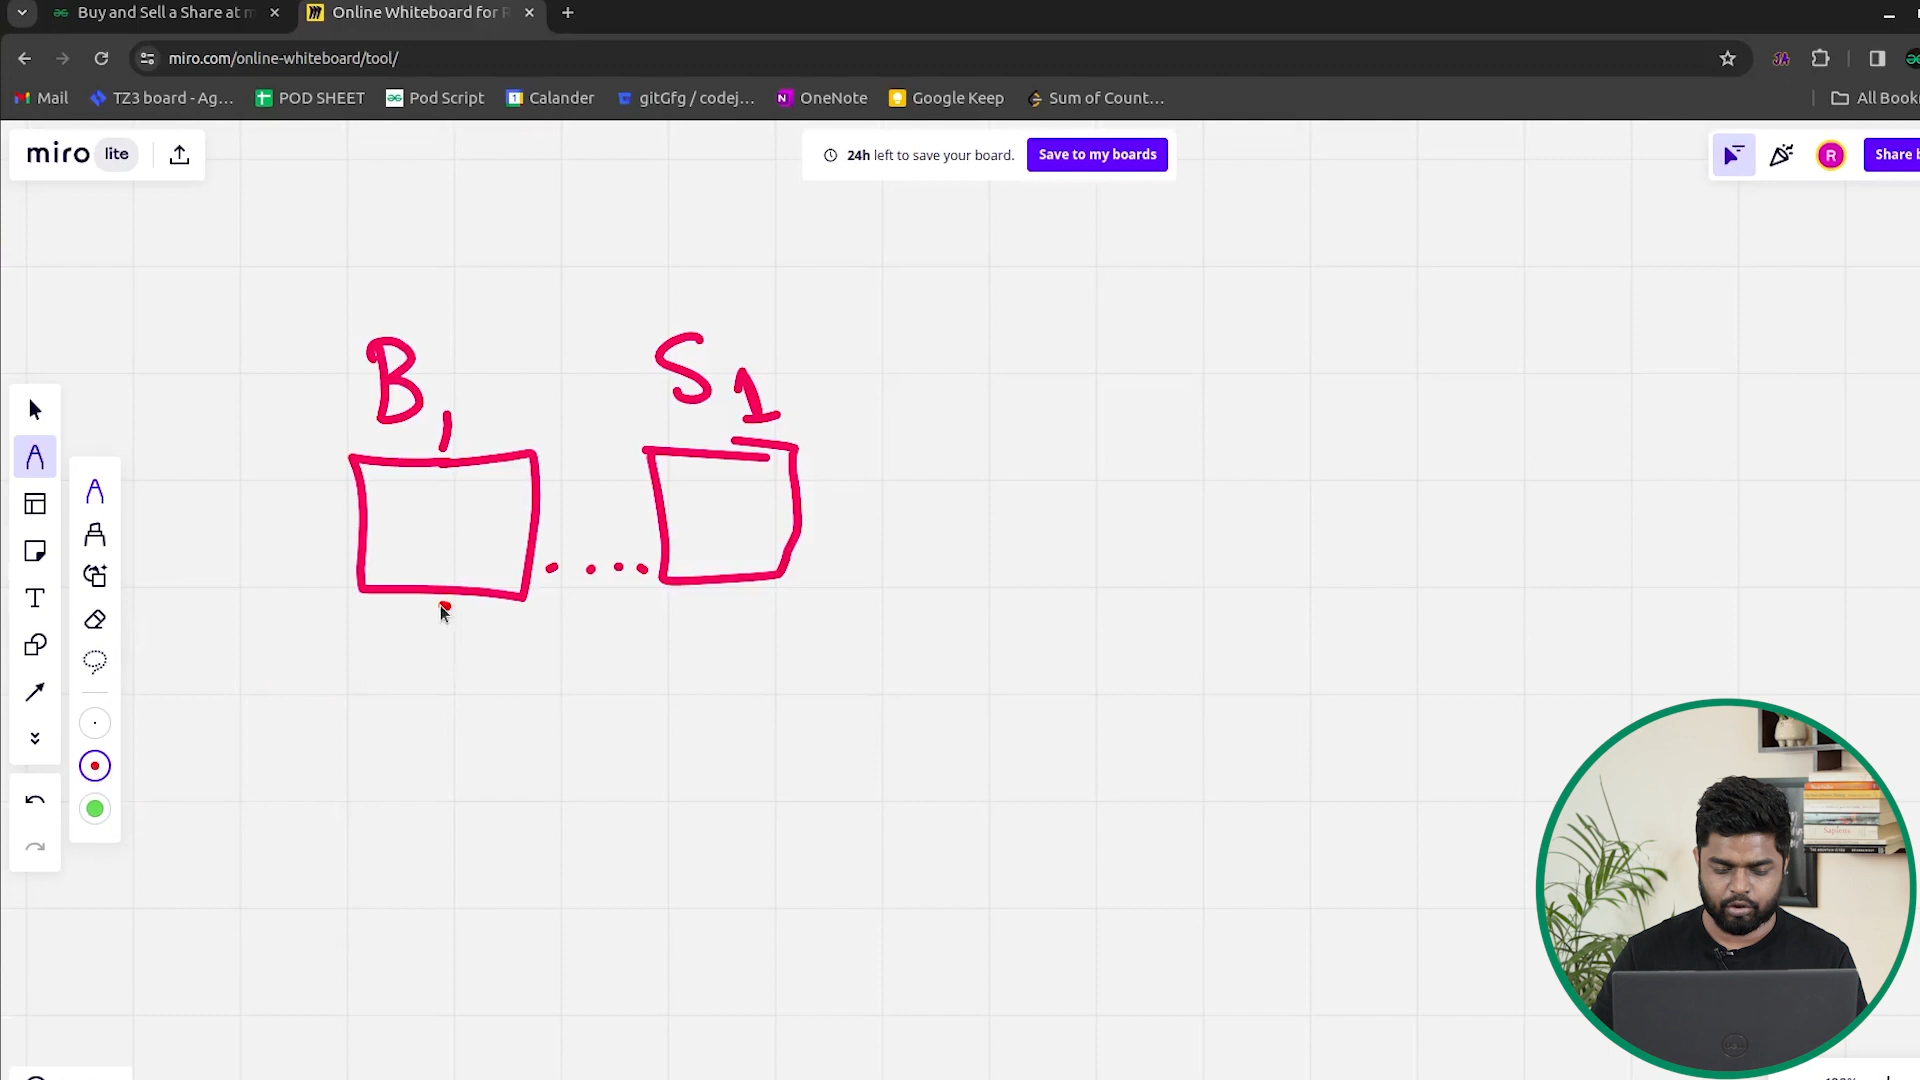 Buy and Sell a Share at m
Online Whiteboard for R
miro.com/online-whiteboard/tool/
Mail
TZ3 board - Ag...
POD SHEET
Pod Script
Calander
gitGfg / codej...
OneNote
Google Keep
Sum of Count...
All Book
miro lite
24h left to save your board.
Save to my boards
R
Share b
B1
S1
Sapiens